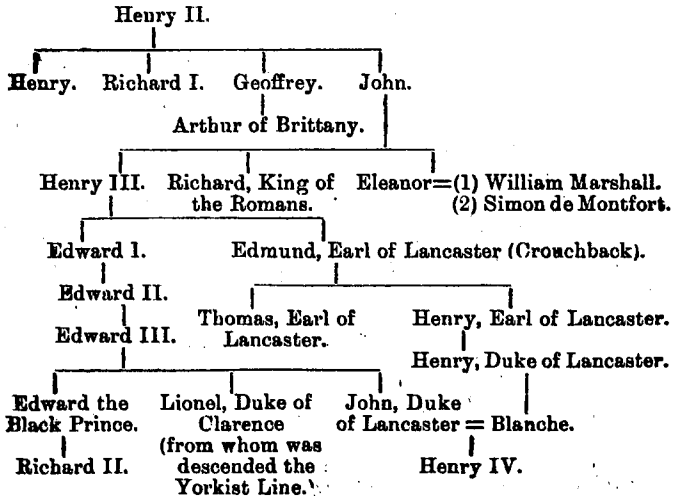 Henry II.
Henry. Richard I. Geoffrey. John.
Arthur of Brittany.
Henry III. Richard, King of the Romans. Eleanor=(1) William Marshall.
(2) Simon de Montfort.
Edward I. Edmund, Earl of Lancaster (Crouchback).
Edward II.
Thomas, Earl of Lancaster. Henry, Earl of Lancaster.
Edward III.
Henry, Duke of Lancaster.
Edward the Black Prince. Lionel, Duke of Clarence (from whom was descended the Yorkist Line. John, Duke of Lancaster = Blanche.
Richard II. Henry IV.